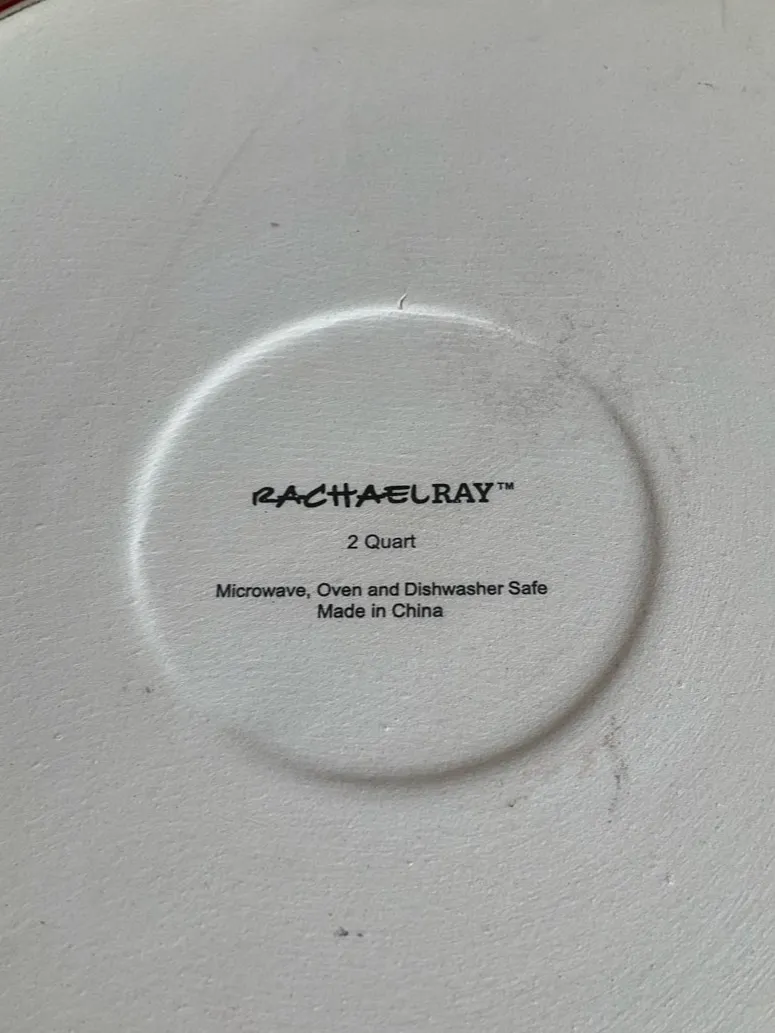 RACHAELRAY™
2 Quart
Microwave, Oven and Dishwasher Safe
Made in China